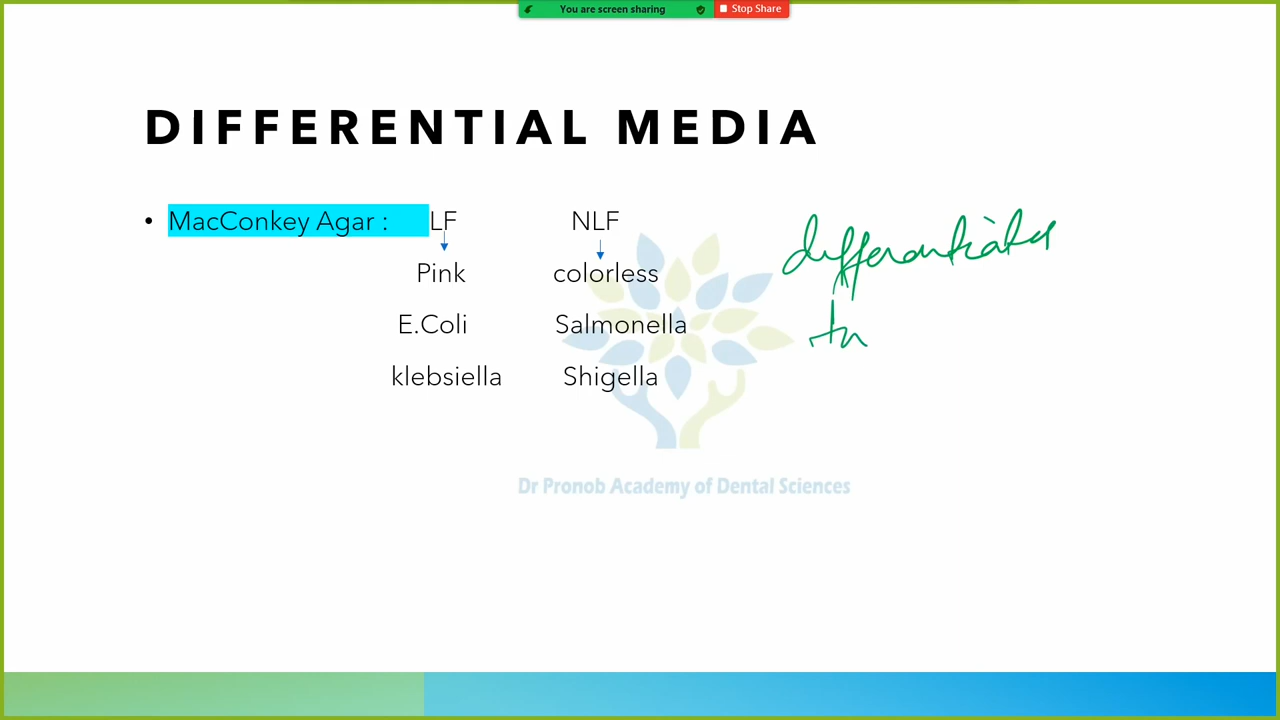 You are screen sharing Stop Share
DIFFERENTIAL MEDIA
• MacConkey Agar : LF NLF
Pink colorless
E.Coli Salmonella
klebsiella Shigella
differentiates
Dr Pronob Academy of Dental Sciences